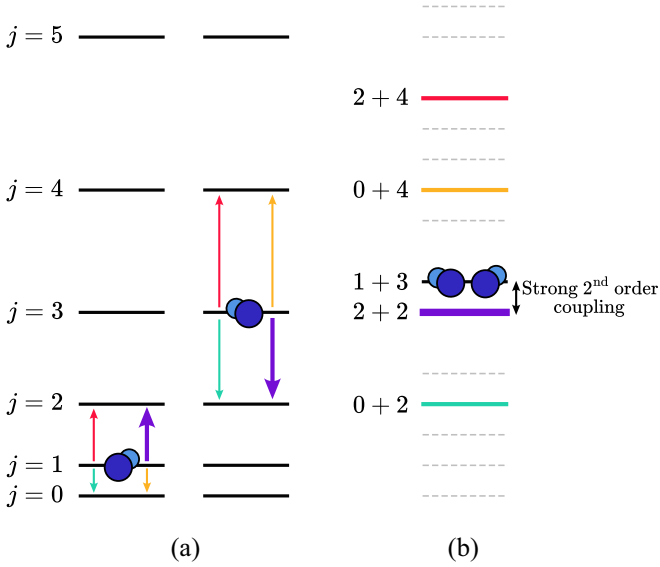 j = 5
j = 4
j = 3
j = 2
j = 1
j = 0
(a)
2 + 4
0 + 4
1 + 3
2 + 2
0 + 2
Strong 2nd order
coupling
(b)